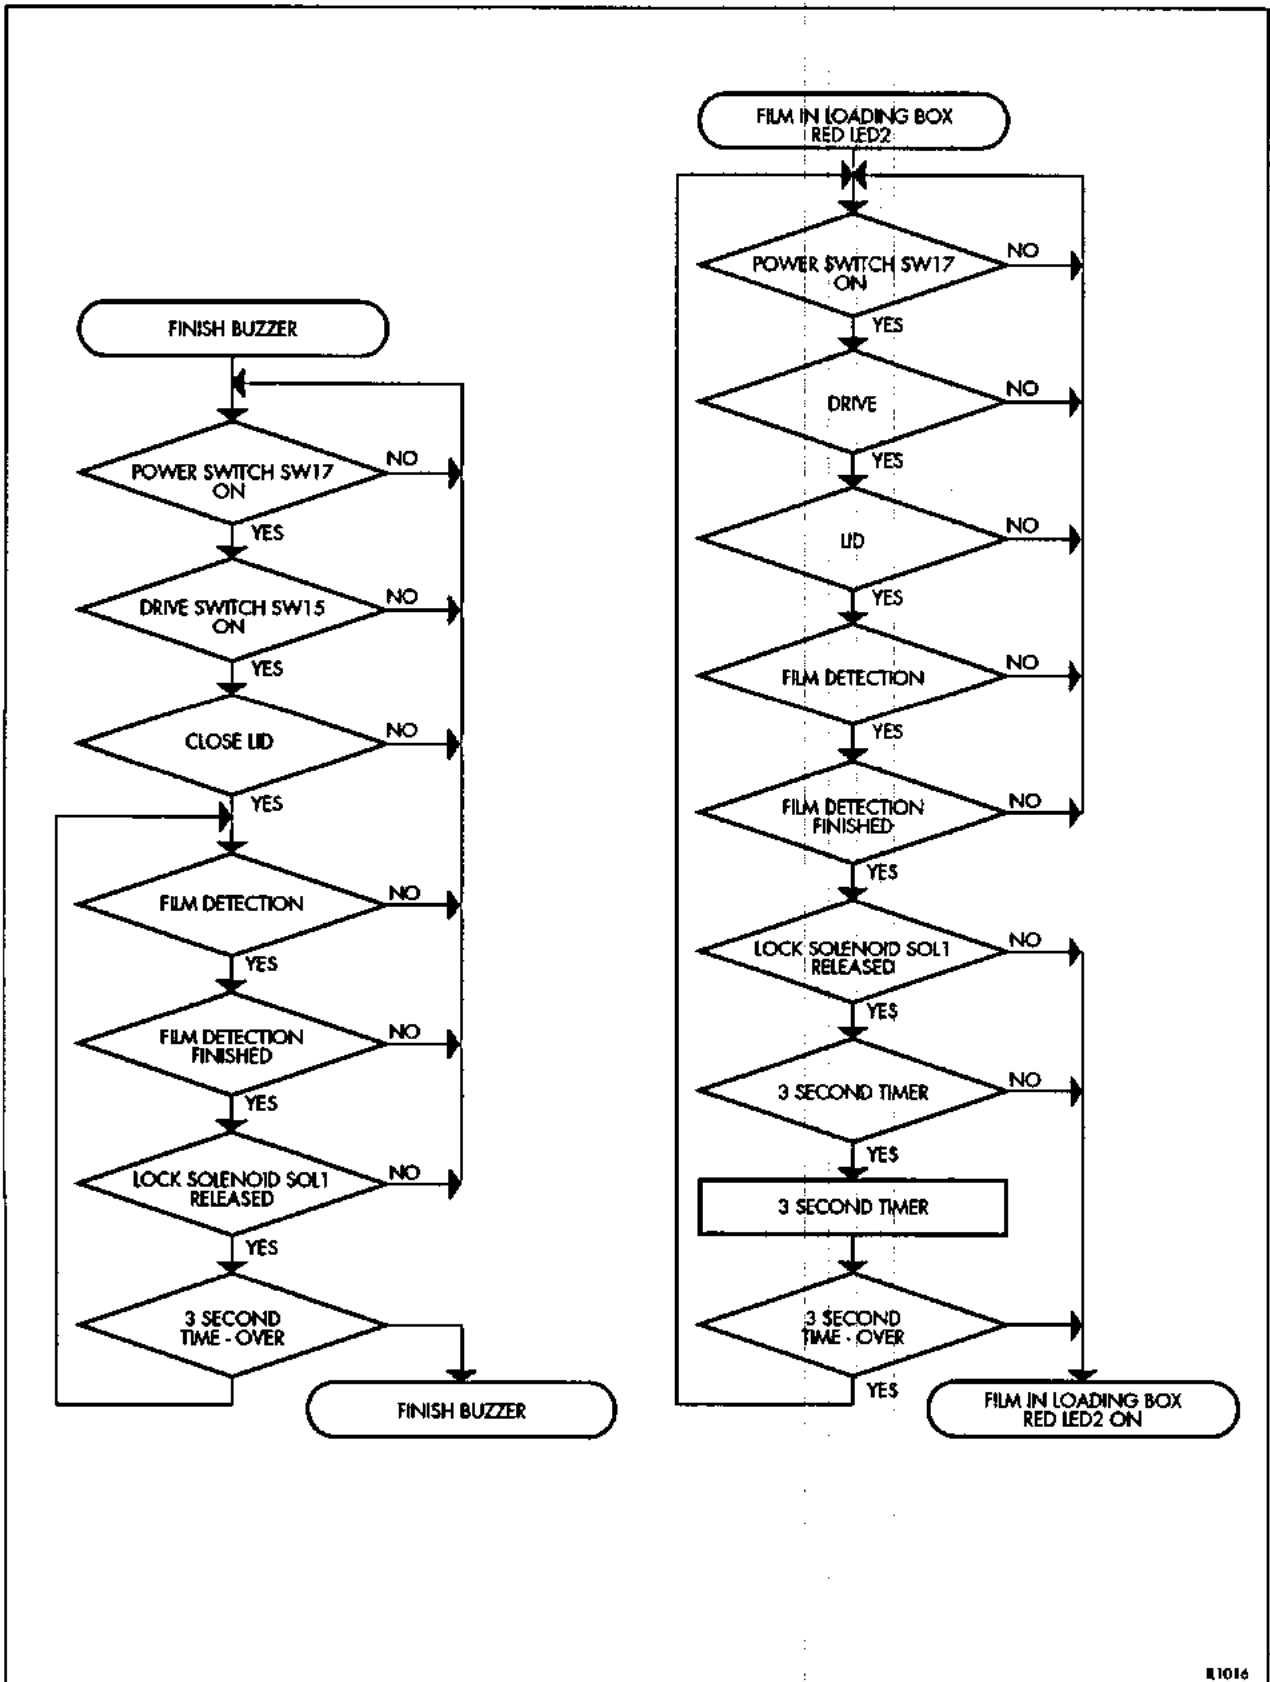 FINISH BUZZER
POWER SWITCH SW17
ON
NO
YES
DRIVE SWITCH SW15
ON
NO
YES
CLOSE LID
NO
YES
FILM DETECTION
NO
YES
FILM DETECTION
FINISHED
NO
YES
LOCK SOLENOID SOL1
RELEASED
NO
YES
3 SECOND
TIME - OVER
FINISH BUZZER
FILM IN LOADING BOX
RED LED2
POWER SWITCH SW17
ON
NO
YES
DRIVE
NO
YES
LID
NO
YES
FILM DETECTION
NO
YES
FILM DETECTION
FINISHED
NO
YES
LOCK SOLENOID SOL1
RELEASED
NO
YES
3 SECOND TIMER
NO
YES
3 SECOND TIMER
3 SECOND
TIME - OVER
YES
FILM IN LOADING BOX
RED LED2 ON